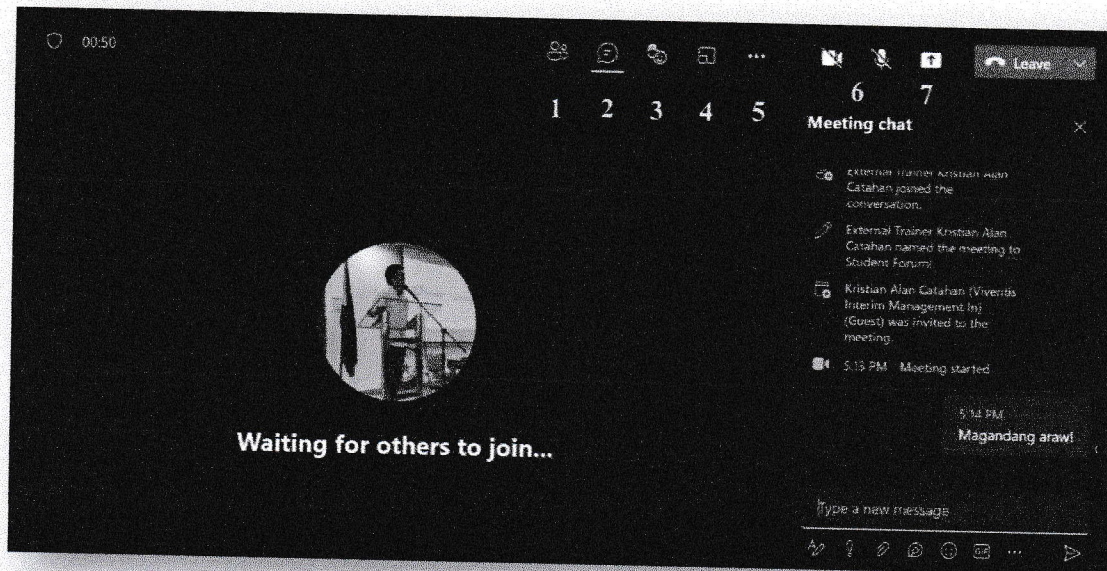 00:50
Leave
1 2 3 4 5 6 7
Meeting chat
External Trainer Kristian Alan
Catahan joined the
conversation.
External Trainer Kristian Alan
Catahan named the meeting to
Student Forum.
Kristian Alan Catahan (Viventis
Interim Management In)
(Guest) was invited to the
meeting.
5:13 PM Meeting started
5:14 PM
Magandang araw!
Waiting for others to join...
Type a new message
GIF